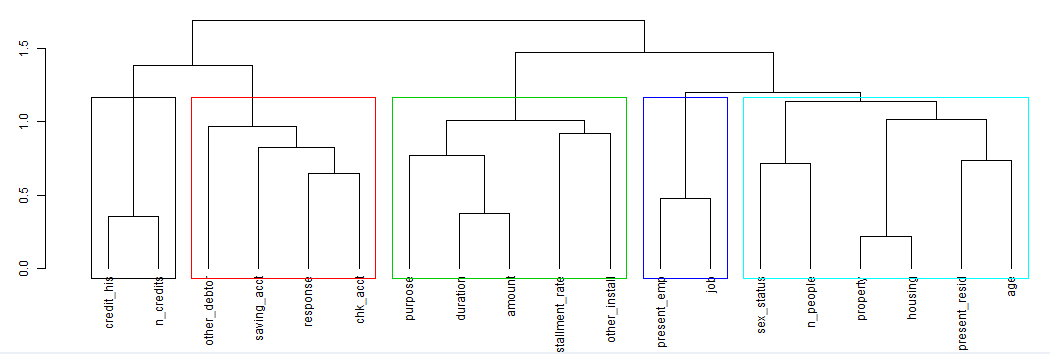 1.5
1.0
0.5
0.0
credit_his
n_credits
other_debtor
saving_acct
response
chk_acct
purpose
duration
amount
stallment_rate
other_install
present_emp
job
sex_status
n_people
property
housing
present_resid
age